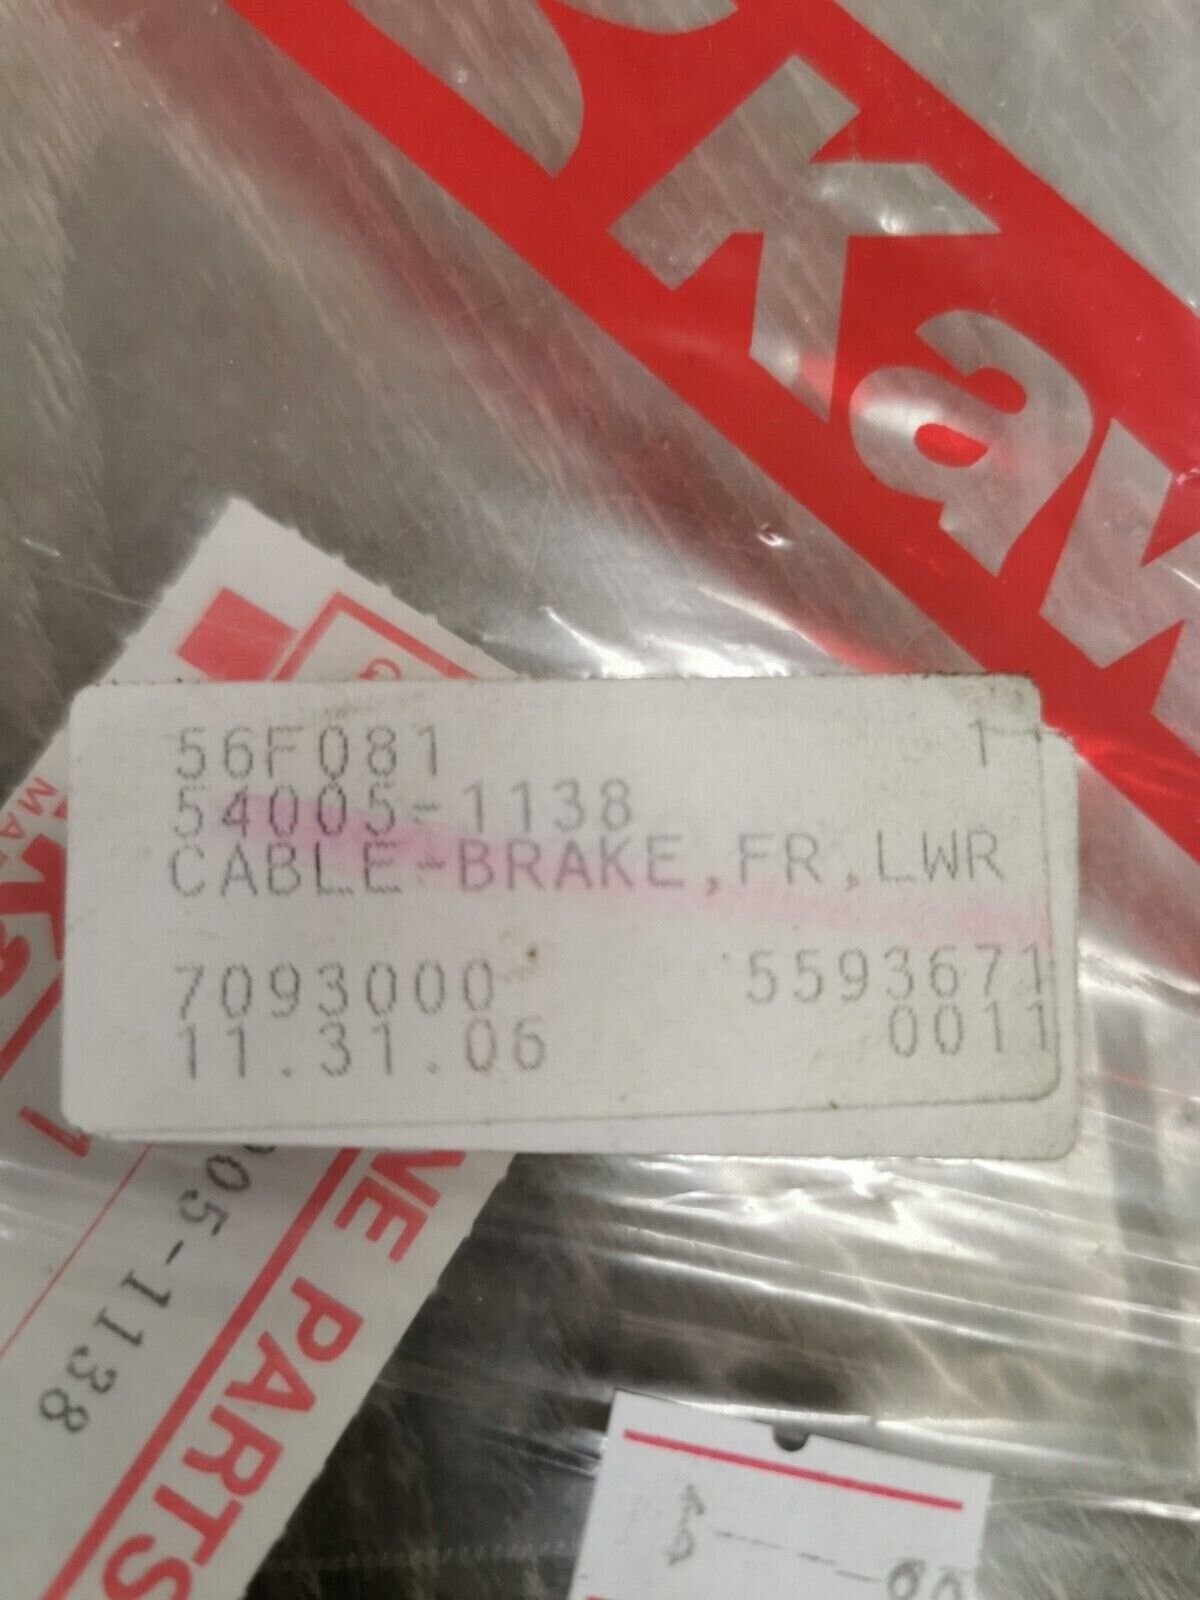 Kaw
56F081 1
54005-1138
CABLE-BRAKE,FR,LWR
7093000 5593671
11.31.06 0011
PARTS
005-1138